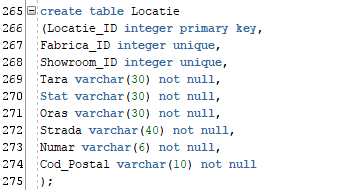 265 create table Locatie
266 (Locatie_ID integer primary key,
267 Fabrica_ID integer unique,
268 Showroom_ID integer unique,
269 Tara varchar(30) not null,
270 Stat varchar(30) not null,
271 Oras varchar(30) not null,
272 Strada varchar(40) not null,
273 Numar varchar(6) not null,
274 Cod_Postal varchar(10) not null
275 );